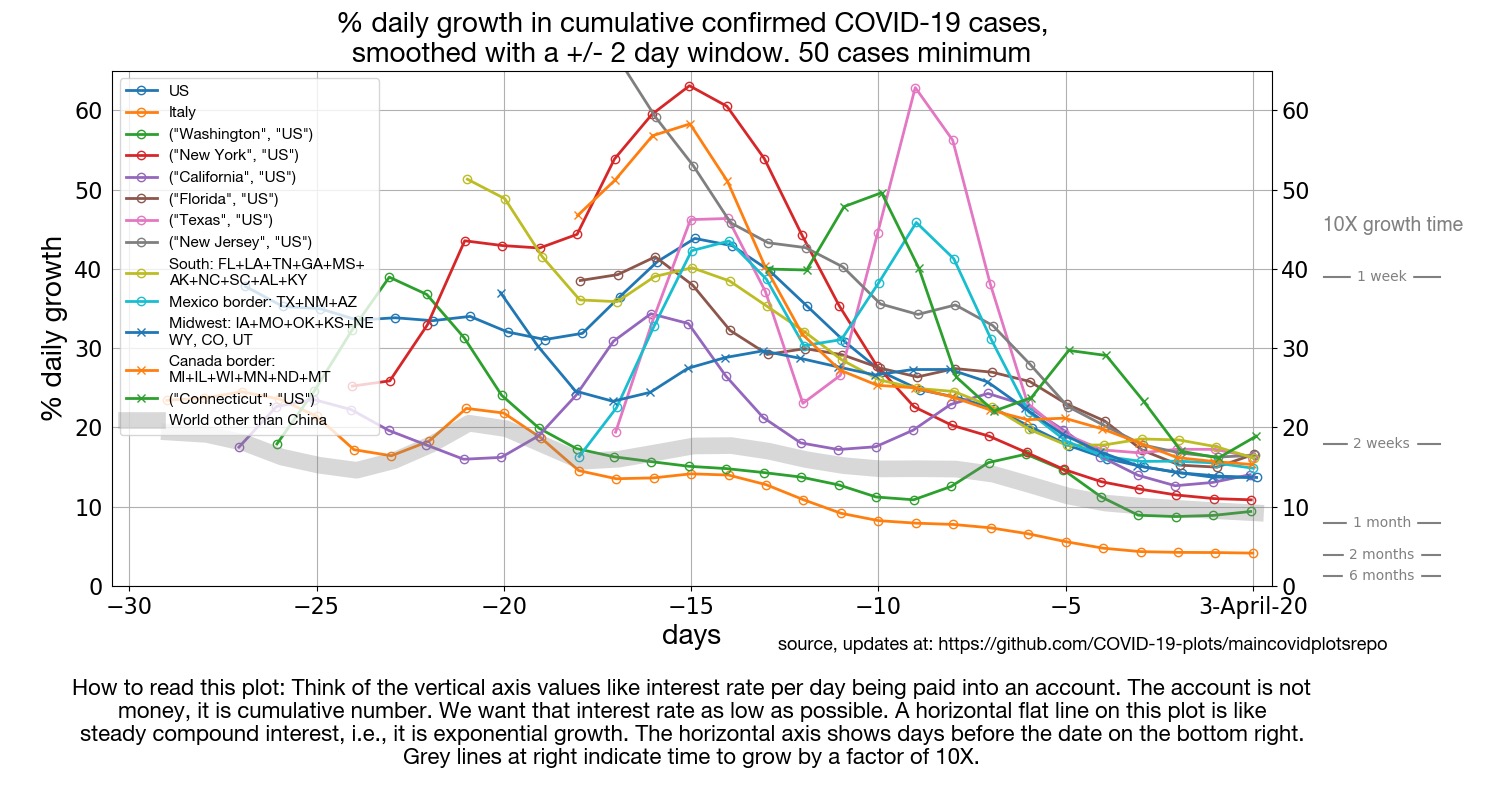 % daily growth in cumulative confirmed COVID-19 cases,
smoothed with a +/- 2 day window. 50 cases minimum
% daily growth
60
50
40
30
20
10
0
US
Italy
("Washington", "US")
("New York", "US")
("California", "US")
("Florida", "US")
("Texas", "US")
("New Jersey", "US")
South: FL+LA+TN+GA+MS+
AK+NC+SC+AL+KY
Mexico border: TX+NM+AZ
Midwest: IA+MO+OK+KS+NE
WY, CO, UT
Canada border:
MI+IL+WI+MN+ND+MT
("Connecticut", "US")
World other than China
60
50
40
30
20
10
0
10X growth time
1 week
2 weeks
1 month
2 months
6 months
−30 −25 −20 −15 −10 −5 3-April-20
days
source, updates at: https://github.com/COVID-19-plots/maincovidplotsrepo
How to read this plot: Think of the vertical axis values like interest rate per day being paid into an account. The account is not
money, it is cumulative number. We want that interest rate as low as possible. A horizontal flat line on this plot is like
steady compound interest, i.e., it is exponential growth. The horizontal axis shows days before the date on the bottom right.
Grey lines at right indicate time to grow by a factor of 10X.